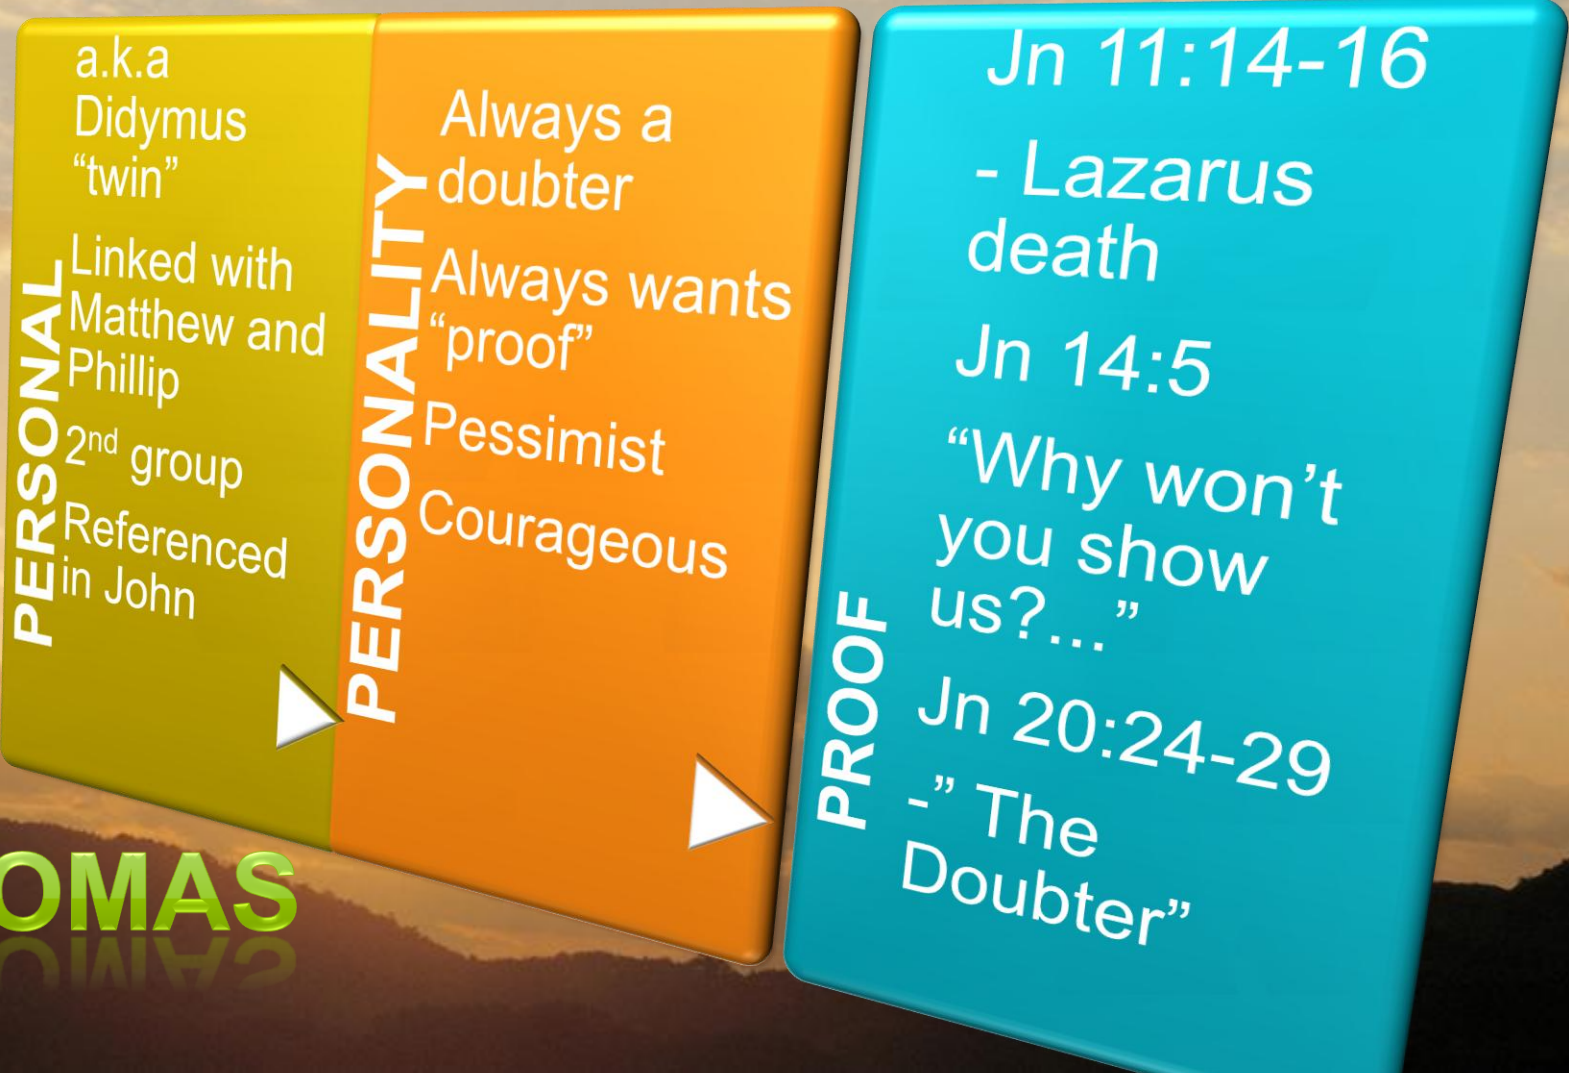 a.k.a
Didymus
“twin”
Linked with
Matthew and
Phillip
2nd group
Referenced
in John
PERSONAL
Always a
doubter
Always wants
“proof”
Pessimist
Courageous
PERSONALITY
Jn 11:14-16
- Lazarus
death
Jn 14:5
“Why won’t
you show
us?...”
Jn 20:24-29
-” The
Doubter”
PROOF
OMAS